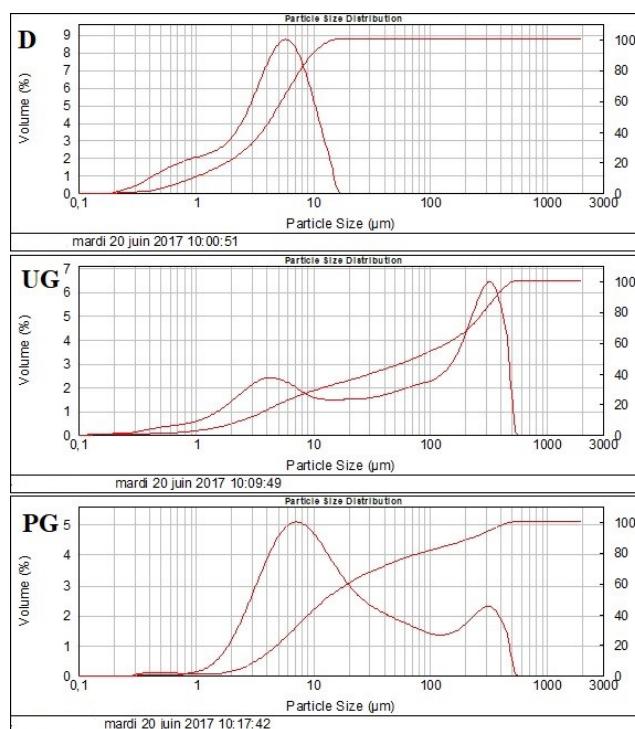 Particle Size Distribution
D
Volume (%)
9
8
7
6
5
4
3
2
1
0
100
80
60
40
20
0
0,1 1 10 100 1000 3000
Particle Size (µm)
mardi 20 juin 2017 10:00:51
Particle Size Distribution
UG
Volume (%)
7
6
5
4
3
2
1
0
100
80
60
40
20
0
0,1 1 10 100 1000 3000
Particle Size (µm)
mardi 20 juin 2017 10:09:49
Particle Size Distribution
PG
Volume (%)
5
4
3
2
1
0
100
80
60
40
20
0
0,1 1 10 100 1000 3000
Particle Size (µm)
mardi 20 juin 2017 10:17:42